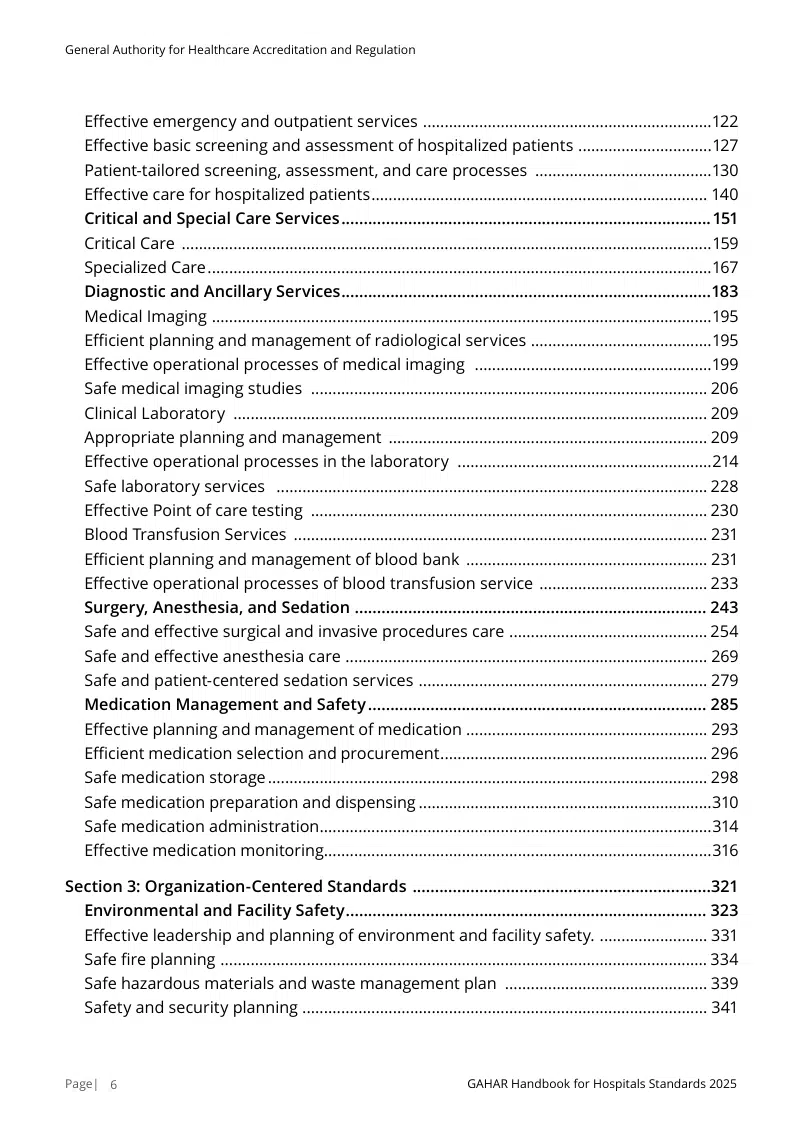 General Authority for Healthcare Accreditation and Regulation
Effective emergency and outpatient services ..................................................................122
Effective basic screening and assessment of hospitalized patients ..............................127
Patient-tailored screening, assessment, and care processes ........................................130
Effective care for hospitalized patients............................................................................. 140
Critical and Special Care Services....................................................................................151
Critical Care .........................................................................................................................159
Specialized Care...................................................................................................................167
Diagnostic and Ancillary Services....................................................................................183
Medical Imaging ..................................................................................................................195
Efficient planning and management of radiological services .........................................195
Effective operational processes of medical imaging ......................................................199
Safe medical imaging studies ........................................................................................... 206
Clinical Laboratory ............................................................................................................. 209
Appropriate planning and management ......................................................................... 209
Effective operational processes in the laboratory ..........................................................214
Safe laboratory services ................................................................................................... 228
Effective Point of care testing ........................................................................................... 230
Blood Transfusion Services ............................................................................................... 231
Efficient planning and management of blood bank ....................................................... 231
Effective operational processes of blood transfusion service ....................................... 233
Surgery, Anesthesia, and Sedation ................................................................................ 243
Safe and effective surgical and invasive procedures care .............................................. 254
Safe and effective anesthesia care ................................................................................... 269
Safe and patient-centered sedation services .................................................................. 279
Medication Management and Safety............................................................................. 285
Effective planning and management of medication ....................................................... 293
Efficient medication selection and procurement............................................................. 296
Safe medication storage..................................................................................................... 298
Safe medication preparation and dispensing ...................................................................310
Safe medication administration..........................................................................................314
Effective medication monitoring.........................................................................................316
Section 3: Organization-Centered Standards ....................................................................321
Environmental and Facility Safety.................................................................................. 323
Effective leadership and planning of environment and facility safety. ......................... 331
Safe fire planning ................................................................................................................ 334
Safe hazardous materials and waste management plan ............................................... 339
Safety and security planning ............................................................................................. 341
Page| 6
GAHAR Handbook for Hospitals Standards 2025